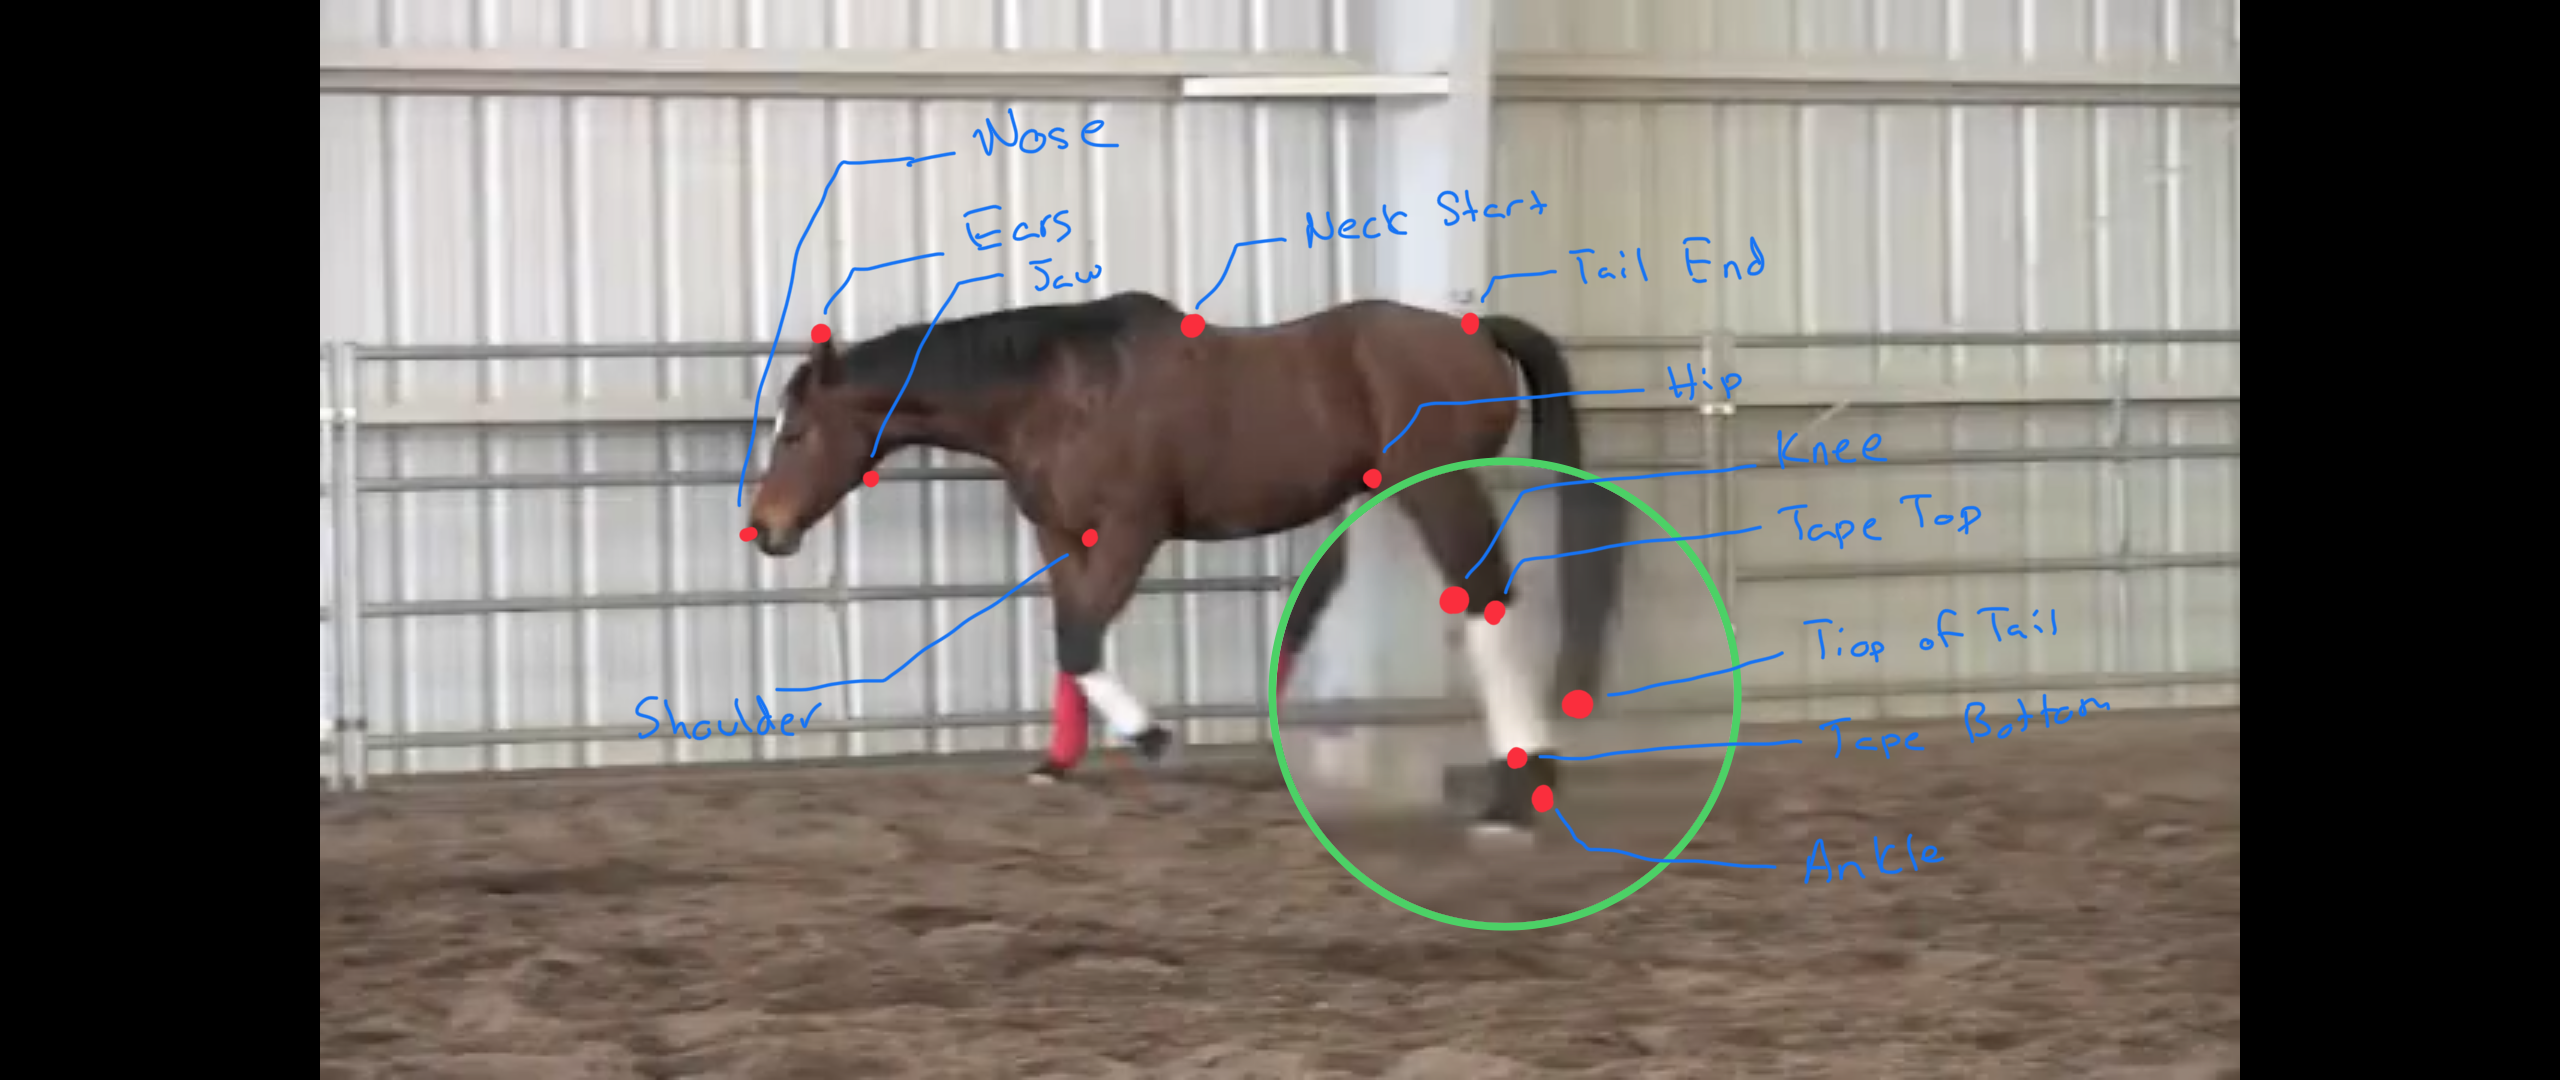 Nose
Ears
Jaw
Neck Start
Tail End
Hip
Knee
Tape Top
Tiop of Tail
Tape Bottom
Shoulder
Ankle